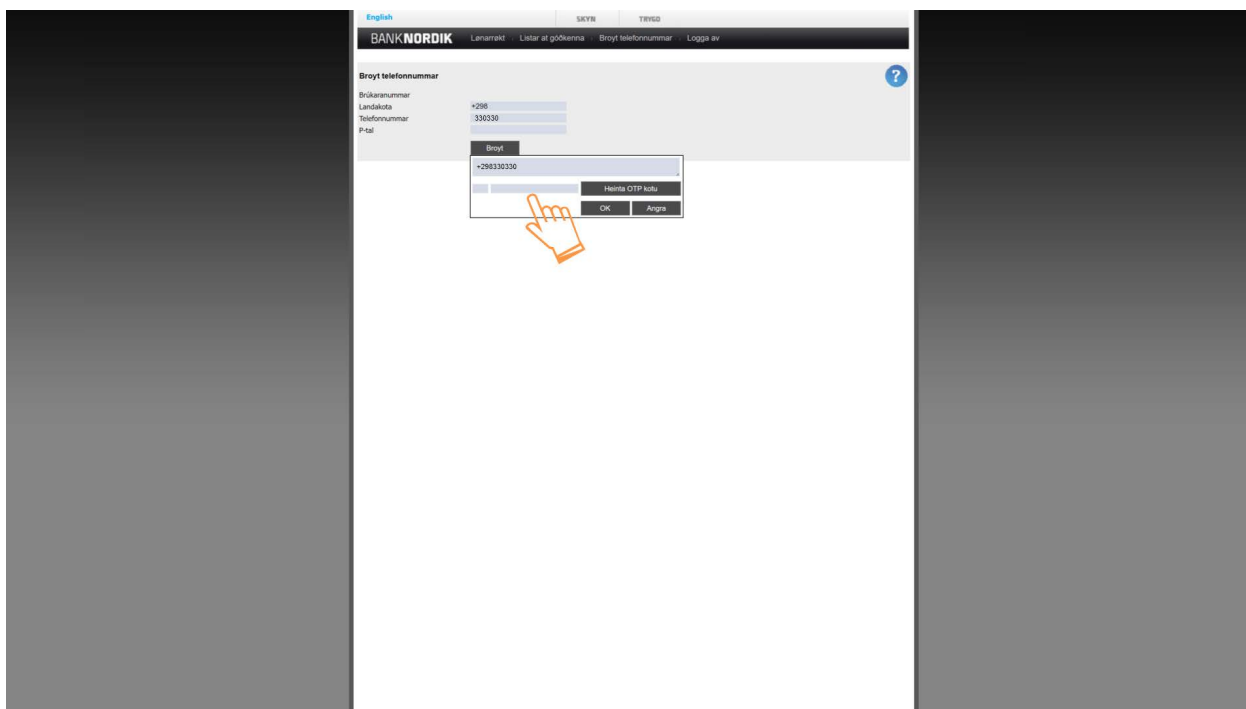 English SKYN TRYGD
BANKNORDIK Lønarrøkt Listar at góðkenna Broyt telefonnummar Logga av
Broyt telefonnummar ?
Brúkaranummar
Landakota +298
Telefonnummar 330330
P-tal
Broyt
+298330330
Heinta OTP kotu
OK Angra